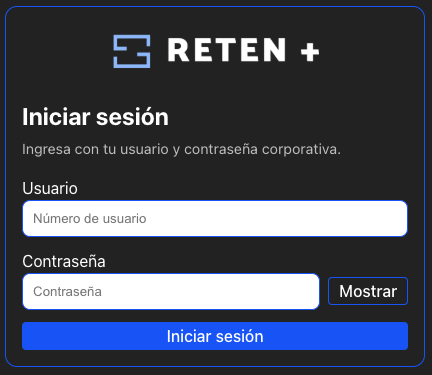 RETEN +
Iniciar sesión
Ingresa con tu usuario y contraseña corporativa.
Usuario
Número de usuario
Contraseña
Contraseña
Mostrar
Iniciar sesión